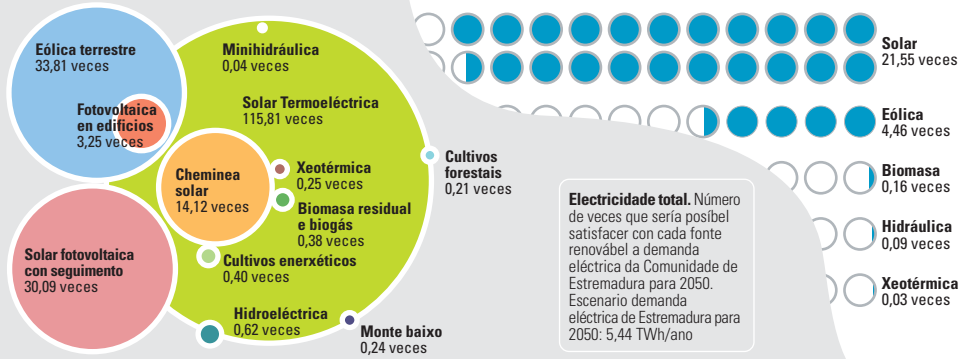 Eólica terrestre
33,81 veces
Fotovoltaica
en edificios
3,25 veces
Solar fotovoltaica
con seguimento
30,09 veces
Minihidráulica
0,04 veces
Solar Termoeléctrica
115,81 veces
Cheminea
solar
14,12 veces
Xeotérmica
0,25 veces
Biomasa residual
e biogás
0,38 veces
Cultivos enerxéticos
0,40 veces
Hidroeléctrica
0,62 veces
Monte baixo
0,24 veces
Cultivos
forestais
0,21 veces
Electricidade total. Número
de veces que sería posíbel
satisfacer con cada fonte
renovábel a demanda
eléctrica da Comunidade de
Estremadura para 2050.
Escenario demanda
eléctrica de Estremadura para
2050: 5,44 TWh/ano
Solar
21,55 veces
Eólica
4,46 veces
Biomasa
0,16 veces
Hidráulica
0,09 veces
Xeotérmica
0,03 veces